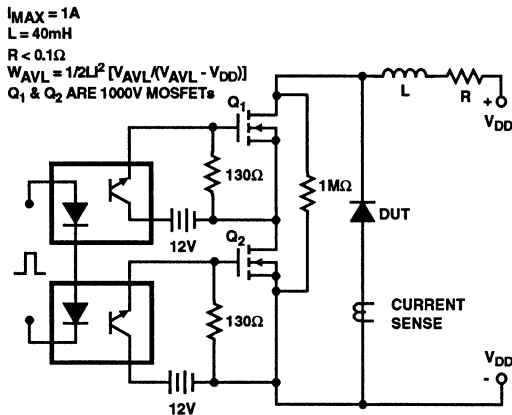 IMAX = 1A
L = 40mH
R < 0.1Ω
WAVL = 1/2LI² [VAVL/(VAVL - VDD)]
Q1 & Q2 ARE 1000V MOSFETs
Q1
L
R
+
VDD
130Ω
1MΩ
12V
DUT
Q2
130Ω
CURRENT
SENSE
VDD
-
12V